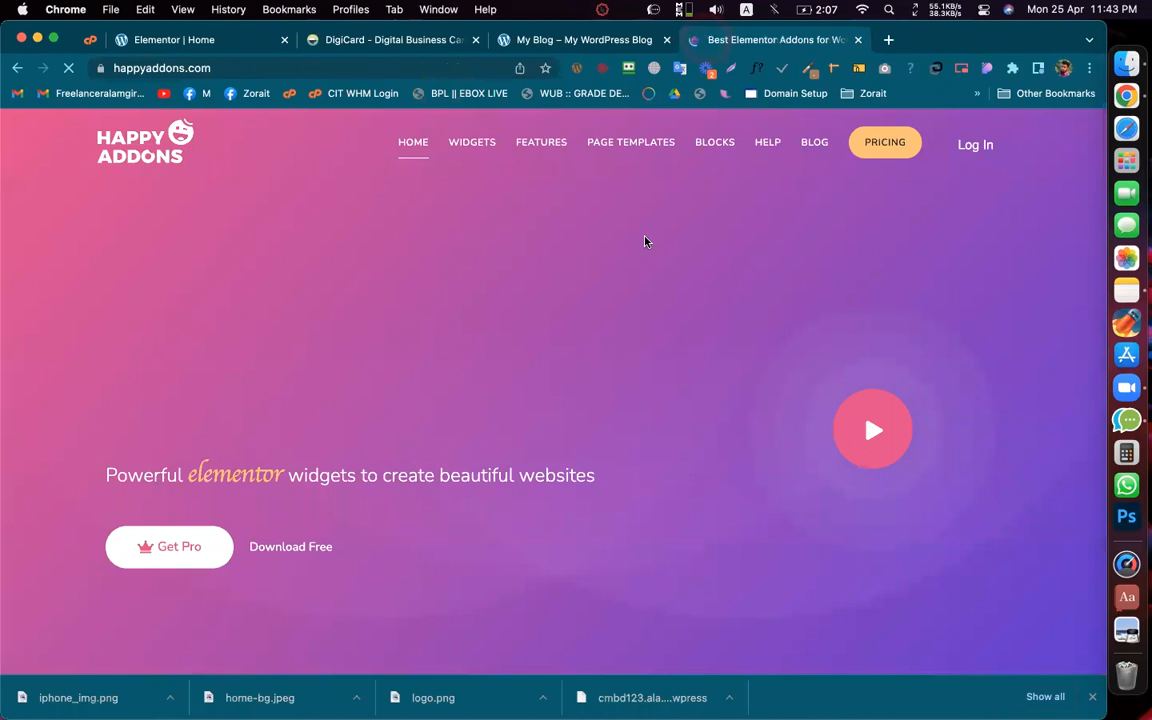 Chrome File Edit View History Bookmarks Profiles Tab Window Help A 2:07 55.1KB/s 38.3KB/s Mon 25 Apr 11:43 PM
Elementor | Home
DigiCard - Digital Business Ca
My Blog – My WordPress Blog
Best Elementor Addons for Wo
happyaddons.com
f?
2
Freelanceralamgir... M Zorait CIT WHM Login BPL || EBOX LIVE WUB :: GRADE DE... Domain Setup Zorait » Other Bookmarks
HAPPY
ADDONS
HOME WIDGETS FEATURES PAGE TEMPLATES BLOCKS HELP BLOG PRICING Log In
Powerful elementor widgets to create beautiful websites
Get Pro Download Free
Ps
Aa
iphone_img.png home-bg.jpeg logo.png cmbd123.ala....wpress Show all